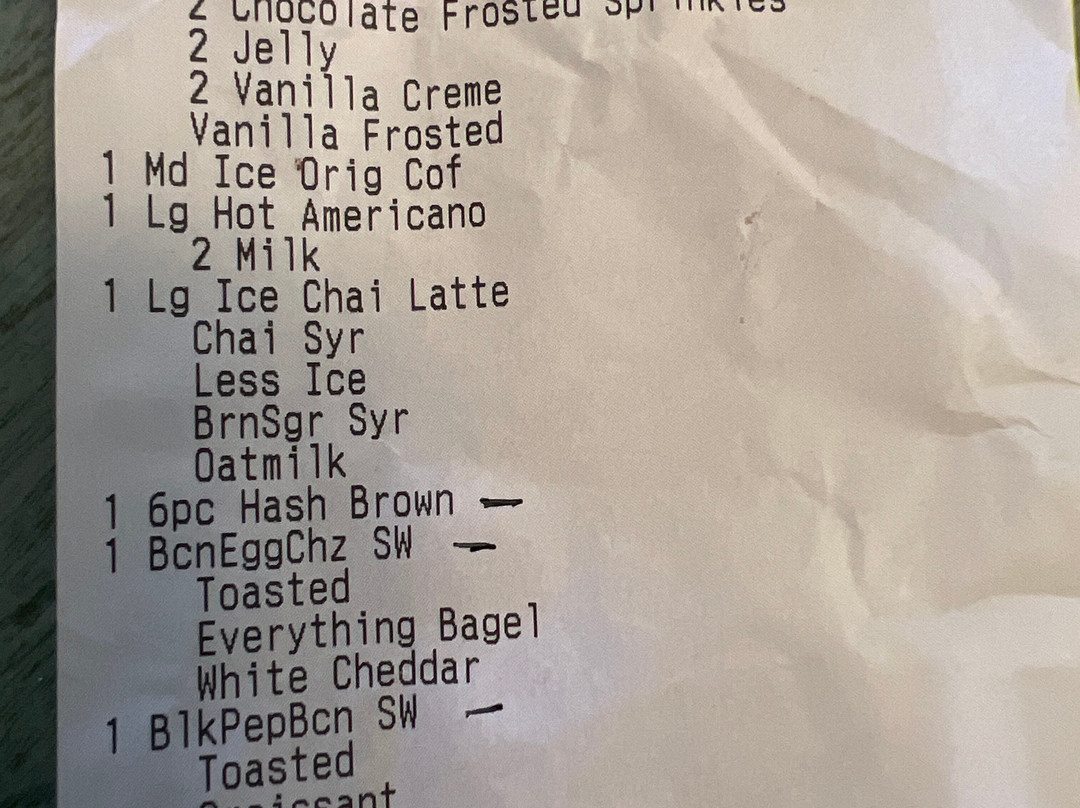 2 Chocolate Frosted Sprinkles
2 Jelly
2 Vanilla Creme
Vanilla Frosted
1 Md Ice Orig Cof
1 Lg Hot Americano
2 Milk
1 Lg Ice Chai Latte
Chai Syr
Less Ice
BrnSgr Syr
Oatmilk
1 6pc Hash Brown —
1 BcnEggChz SW —
Toasted
Everything Bagel
White Cheddar
1 BlkPepBcn SW —
Toasted
Croissant